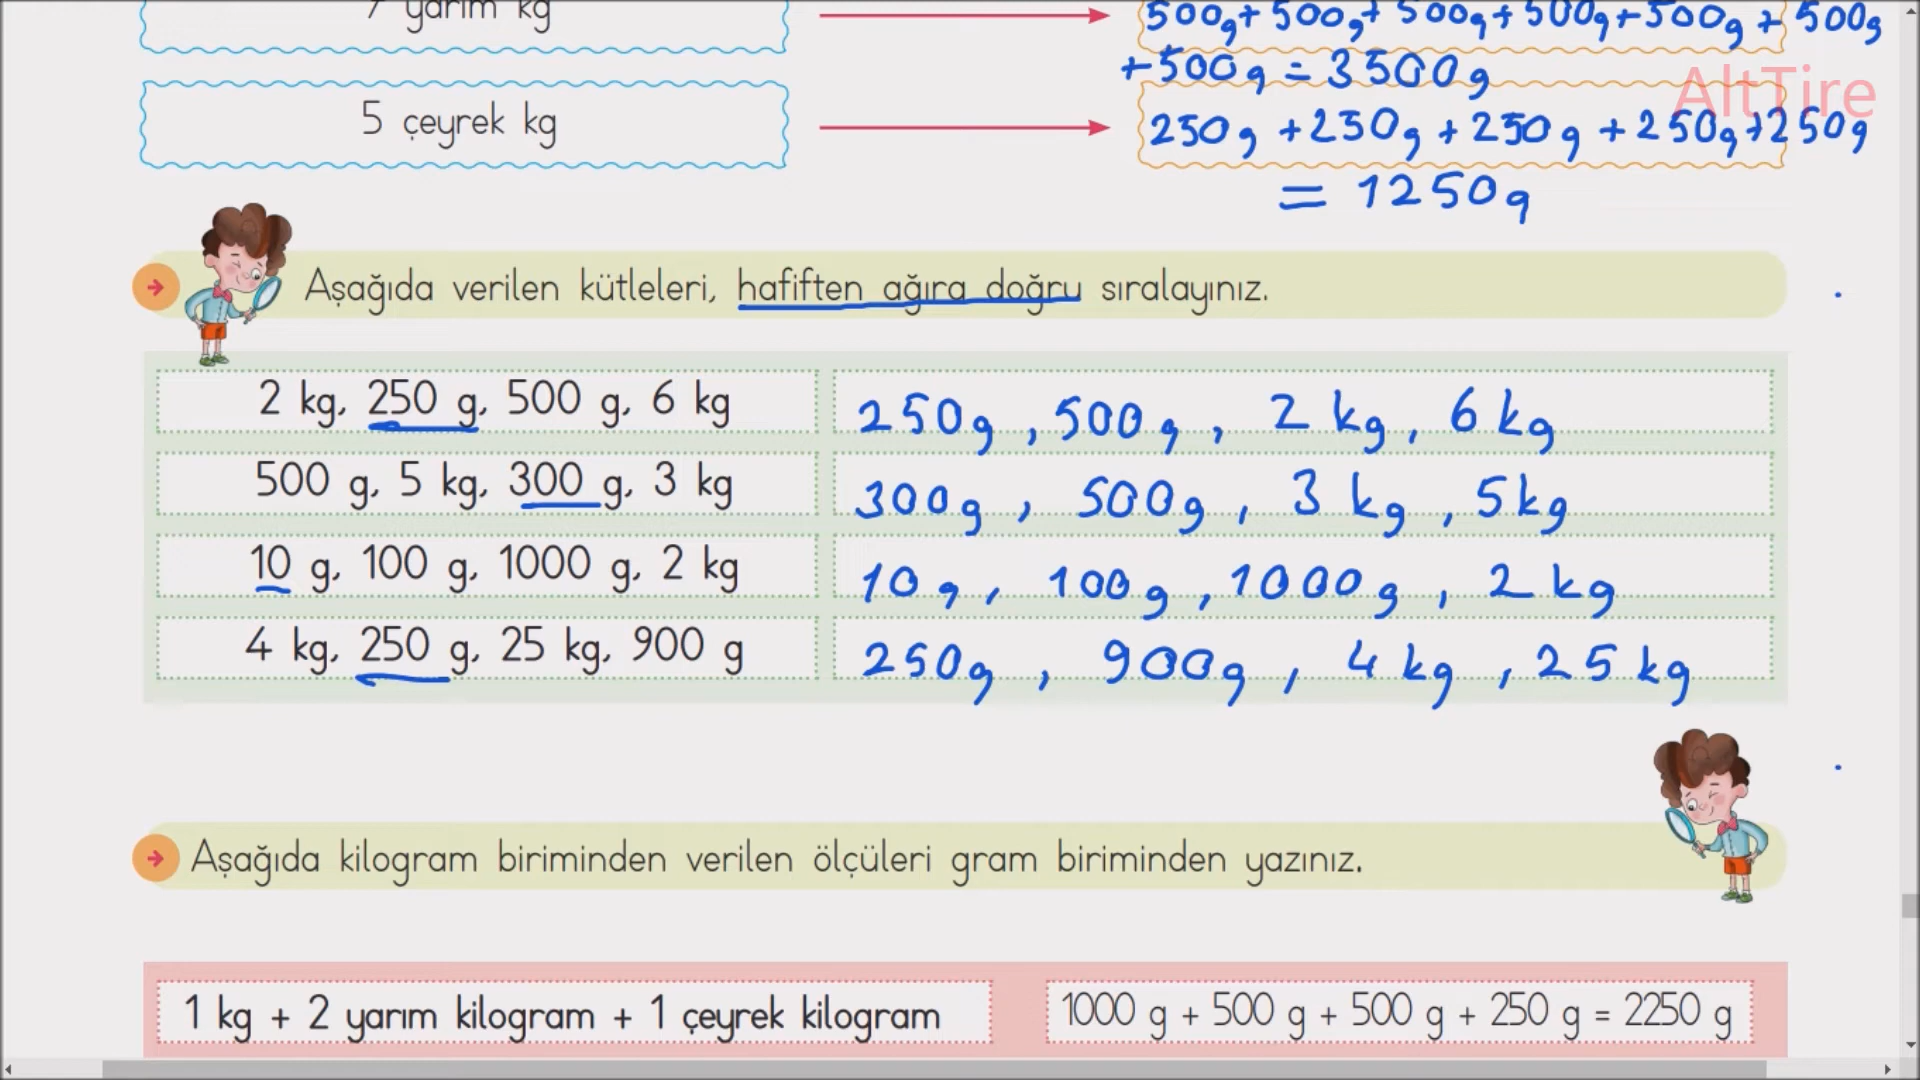 7 yarım kg
500g+500g+500g+500g+500g+500g
+500g=3500g
AltTire
5 çeyrek kg
250g+250g+250g+250g+250g
=1250g
Aşağıda verilen kütleleri, hafiften ağıra doğru sıralayınız.
2 kg, 250 g, 500 g, 6 kg
250g, 500g, 2 kg, 6 kg
500 g, 5 kg, 300 g, 3 kg
300g, 500g, 3 kg, 5kg
10 g, 100 g, 1000 g, 2 kg
10g, 100g, 1000g, 2 kg
4 kg, 250 g, 25 kg, 900 g
250g, 900g, 4 kg, 25 kg
Aşağıda kilogram biriminden verilen ölçüleri gram biriminden yazınız.
1 kg + 2 yarım kilogram + 1 çeyrek kilogram
1000 g + 500 g + 500 g + 250 g = 2250 g